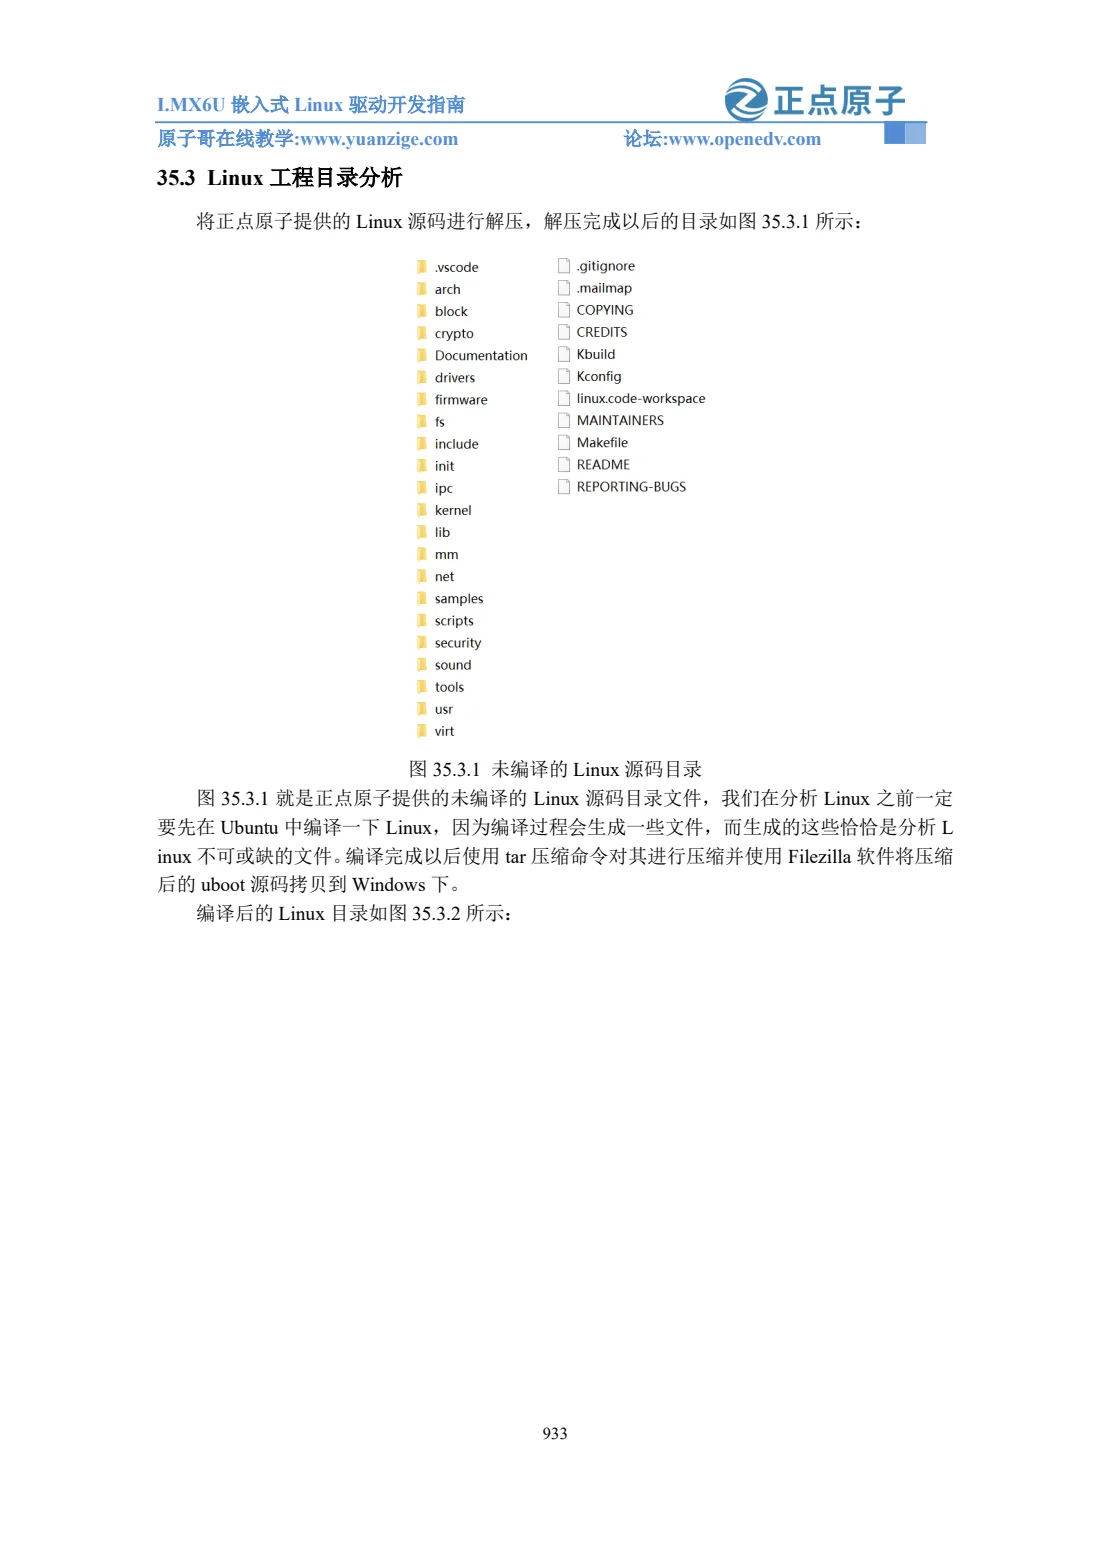 I.MX6U 嵌入式 Linux 驱动开发指南
正点原子
原子哥在线教学:www.yuanzige.com 论坛:www.openedv.com
35.3 Linux 工程目录分析
将正点原子提供的 Linux 源码进行解压，解压完成以后的目录如图 35.3.1 所示：
.vscode
arch
block
crypto
Documentation
drivers
firmware
fs
include
init
ipc
kernel
lib
mm
net
samples
scripts
security
sound
tools
usr
virt
.gitignore
.mailmap
COPYING
CREDITS
Kbuild
Kconfig
linux.code-workspace
MAINTAINERS
Makefile
README
REPORTING-BUGS
图 35.3.1 未编译的 Linux 源码目录
图 35.3.1 就是正点原子提供的未编译的 Linux 源码目录文件，我们在分析 Linux 之前一定
要先在 Ubuntu 中编译一下 Linux，因为编译过程会生成一些文件，而生成的这些恰恰是分析 L
inux 不可或缺的文件。编译完成以后使用 tar 压缩命令对其进行压缩并使用 Filezilla 软件将压缩
后的 uboot 源码拷贝到 Windows 下。
编译后的 Linux 目录如图 35.3.2 所示：
933